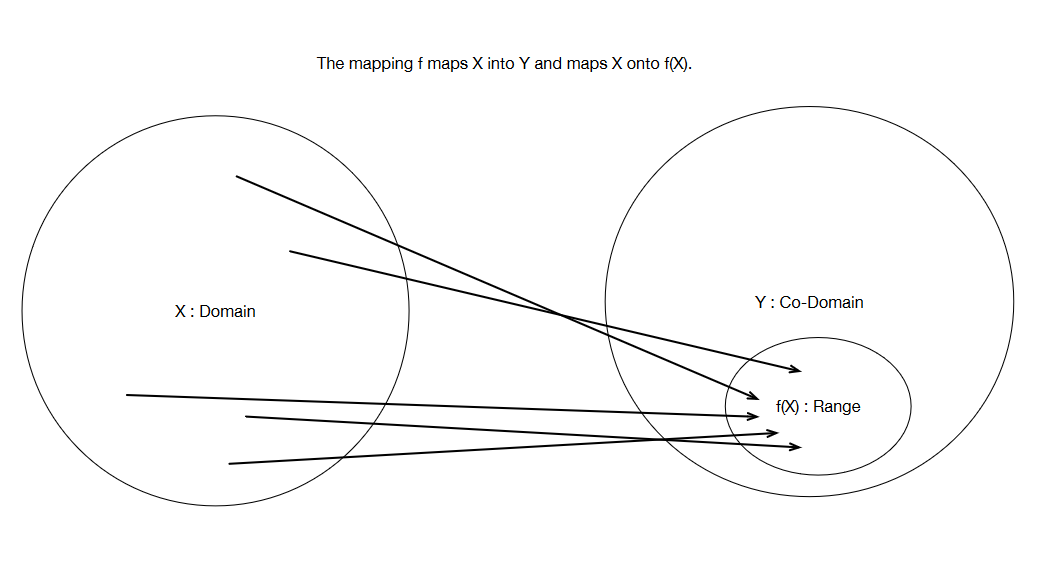 The mapping f maps X into Y and maps X onto f(X).
X : Domain
Y : Co-Domain
f(X) : Range